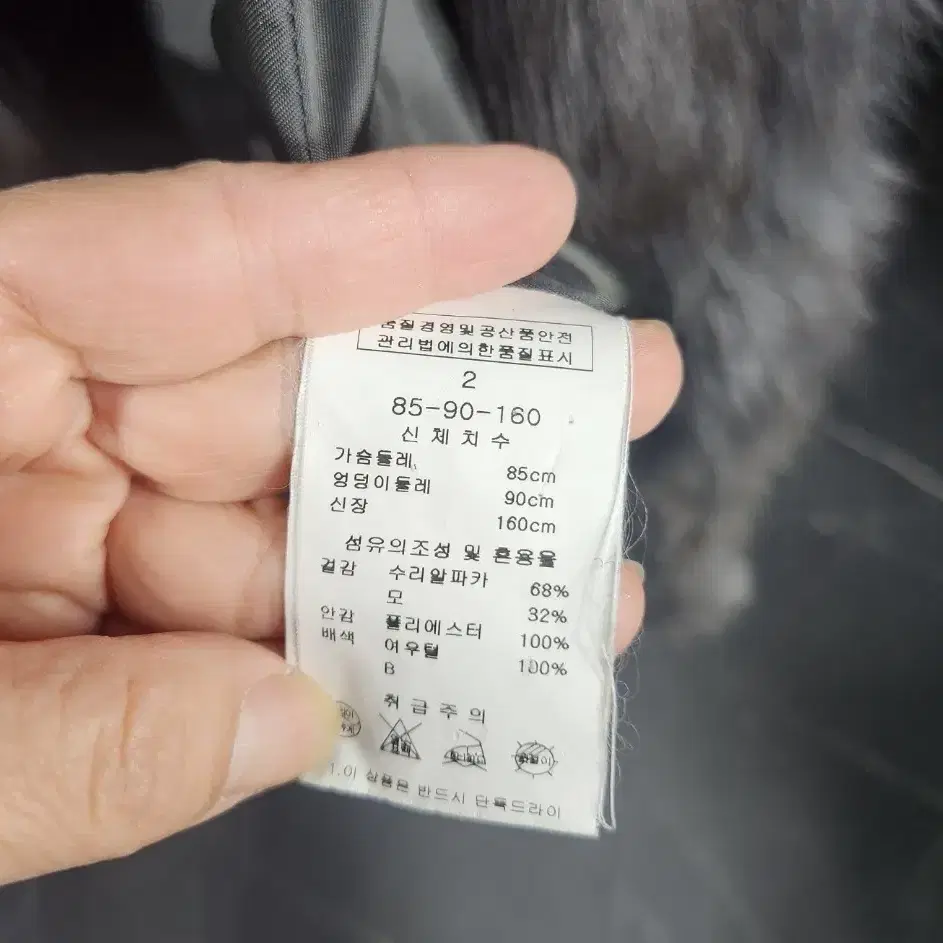 품질경영및공산품안전
관리법에의한품질표시
2
85-90-160
신체치수
가슴둘레 85cm
엉덩이둘레 90cm
신장 160cm
섬유의조성 및 혼용율
겉감 수리알파카 68%
모 32%
안감 폴리에스터 100%
배색 여우털 100%
B
취급주의
1.이 상품은 반드시 단독드라이